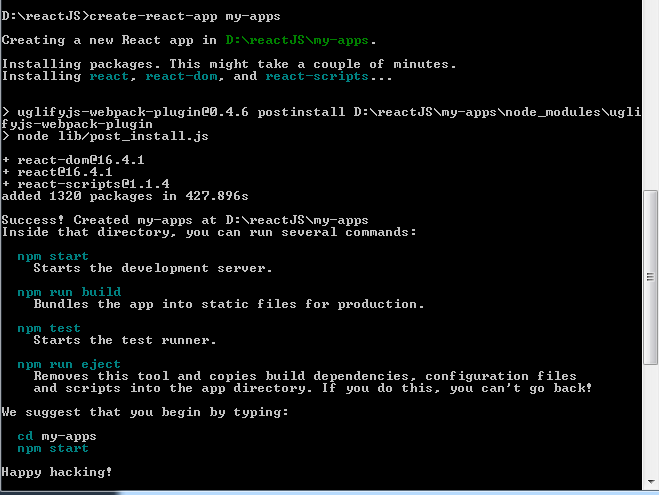 D:\reactJS>create-react-app my-apps
Creating a new React app in D:\reactJS\my-apps.
Installing packages. This might take a couple of minutes.
Installing react, react-dom, and react-scripts...
> uglifyjs-webpack-plugin@0.4.6 postinstall D:\reactJS\my-apps\node_modules\ugli
fyjs-webpack-plugin
> node lib/post_install.js
+ react-dom@16.4.1
+ react@16.4.1
+ react-scripts@1.1.4
added 1320 packages in 427.896s
Success! Created my-apps at D:\reactJS\my-apps
Inside that directory, you can run several commands:
npm start
Starts the development server.
npm run build
Bundles the app into static files for production.
npm test
Starts the test runner.
npm run eject
Removes this tool and copies build dependencies, configuration files
and scripts into the app directory. If you do this, you can't go back!
We suggest that you begin by typing:
cd my-apps
npm start
Happy hacking!